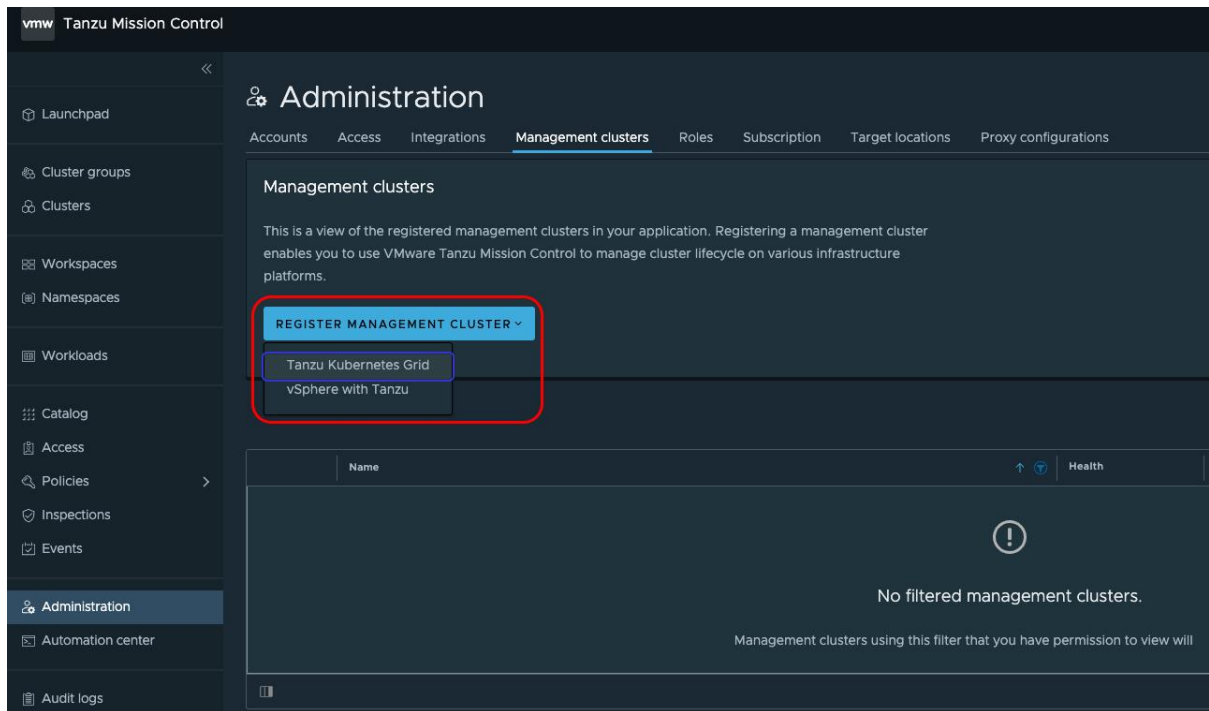 vmw Tanzu Mission Control
Launchpad
Cluster groups
Clusters
Workspaces
Namespaces
Workloads
Catalog
Access
Policies
Inspections
Events
Administration
Automation center
Audit logs
Administration
Accounts Access Integrations Management clusters Roles Subscription Target locations Proxy configurations
Management clusters
This is a view of the registered management clusters in your application. Registering a management cluster
enables you to use VMware Tanzu Mission Control to manage cluster lifecycle on various infrastructure
platforms.
REGISTER MANAGEMENT CLUSTER
Tanzu Kubernetes Grid
vSphere with Tanzu
Name Health
No filtered management clusters.
Management clusters using this filter that you have permission to view will